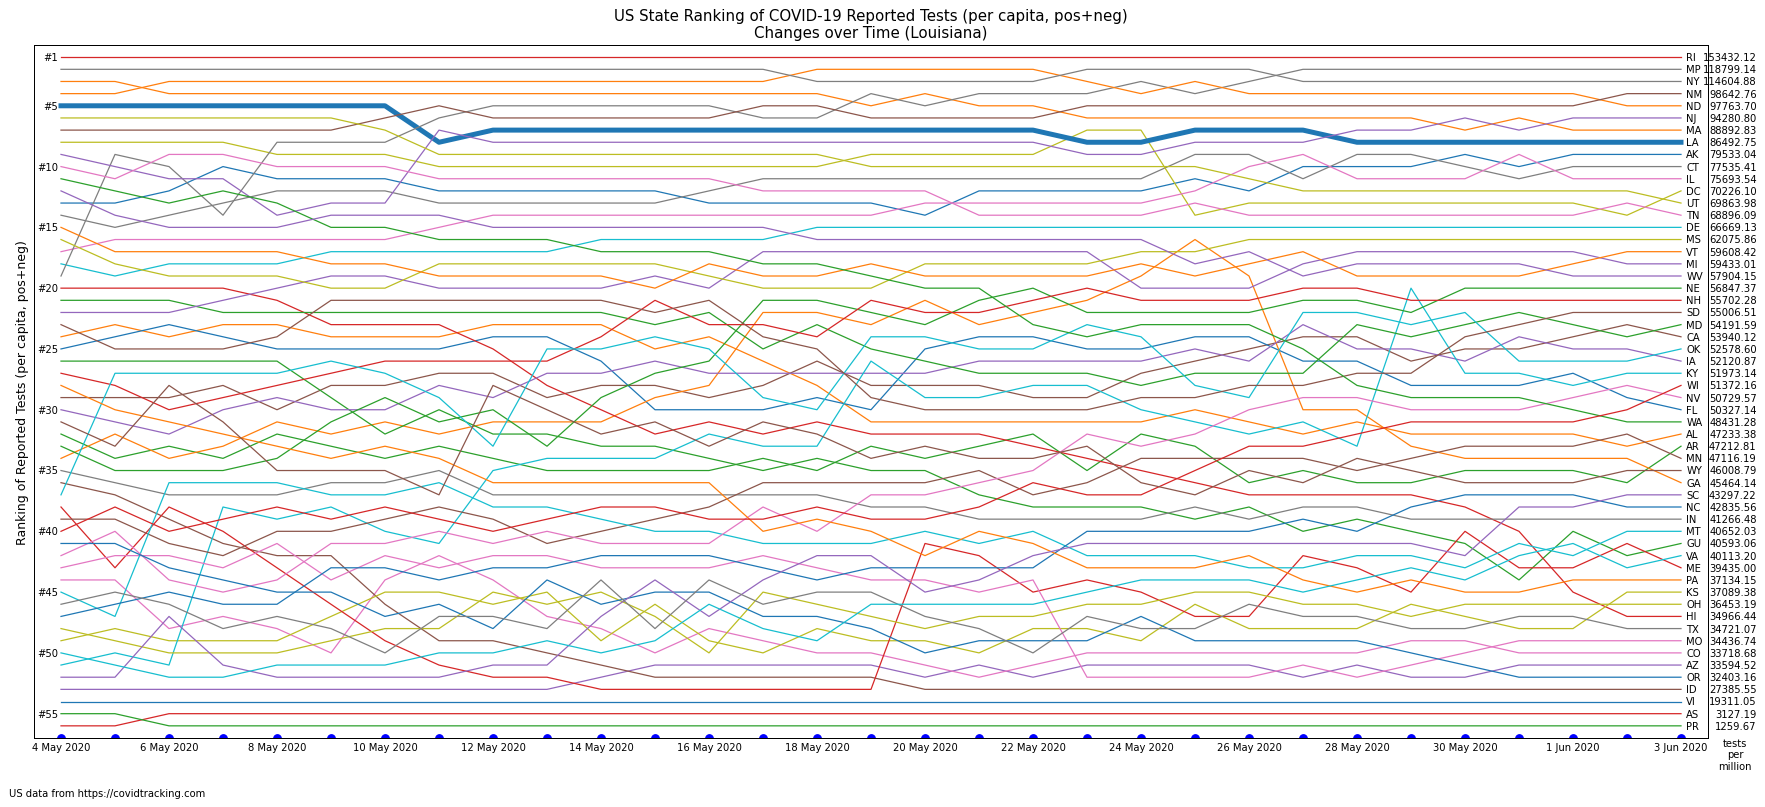 US State Ranking of COVID-19 Reported Tests (per capita, pos+neg)
Changes over Time (Louisiana)
Ranking of Reported Tests (per capita, pos+neg)
#1
#5
#10
#15
#20
#25
#30
#35
#40
#45
#50
#55
RI 153432.12
MP 118799.14
NY 114604.88
NM 98642.76
ND 97763.70
NJ 94280.80
MA 88892.83
LA 86492.75
AK 79533.04
CT 77535.41
IL 75693.54
DC 70226.10
UT 69863.98
TN 68896.09
DE 66669.13
MS 62075.86
VT 59608.42
MI 59433.01
WV 57904.15
NE 56847.37
NH 55702.28
SD 55006.51
MD 54191.59
CA 53940.12
OK 52578.60
IA 52120.87
KY 51973.14
WI 51372.16
NV 50729.57
FL 50327.14
WA 48431.28
AL 47233.38
AR 47212.81
MN 47116.19
WY 46008.79
GA 45464.14
SC 43297.22
NC 42835.56
IN 41266.48
MT 40652.03
GU 40593.06
VA 40113.20
ME 39435.00
PA 37134.15
KS 37089.38
OH 36453.19
HI 34966.44
TX 34721.07
MO 34436.74
CO 33718.68
AZ 33594.52
OR 32403.16
ID 27385.55
VI 19311.05
AS 3127.19
PR 1259.67
4 May 2020 6 May 2020 8 May 2020 10 May 2020 12 May 2020 14 May 2020 16 May 2020 18 May 2020 20 May 2020 22 May 2020 24 May 2020 26 May 2020 28 May 2020 30 May 2020 1 Jun 2020 3 Jun 2020
tests
per
million
US data from https://covidtracking.com